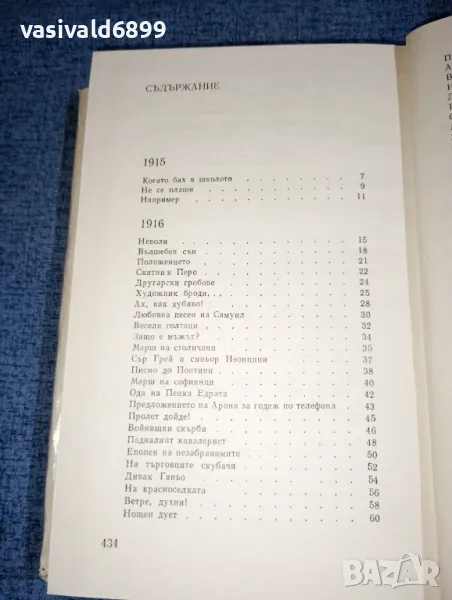 vasivald6899
СЪДЪРЖАНИЕ
1915
Когато бях в школото . . . . . . . . 7
Не се плаши . . . . . . . . 9
Например . . . . . . . . 11
1916
Неволи . . . . . . . . 15
Вълшебен сън . . . . . . . . 18
Положението . . . . . . . . 21
Скитник Перо . . . . . . . . 22
Другарски гробове . . . . . . . . 24
Художник броди. . . . . . . . . 25
Ах, как хубаво! . . . . . . . . 28
Любовна песен на Самуил . . . . . . . . 30
Весели голтаци . . . . . . . . 32
Защо е мъжът? . . . . . . . . 34
Марш на столичани . . . . . . . . 35
Сър Грей и синьор Изонцини . . . . . . . . 37
Писмо до Понтики . . . . . . . . 38
Марш на софиянци . . . . . . . . 40
Ода на Пенка Едрата . . . . . . . . 42
Предложението на Арона за годеж по телефона . 43
Пролет дойде! . . . . . . . . 45
Войнишки скърби . . . . . . . . 46
Падналият кавалерист . . . . . . . . 48
Епопея на незабравимите . . . . . . . . 50
На търговците скубачи . . . . . . . . 52
Дивак Ганьо . . . . . . . . 54
На красноселката . . . . . . . . 56
Ветре, духни! . . . . . . . . 58
Нощен дует . . . . . . . . 60
434
BAZAR